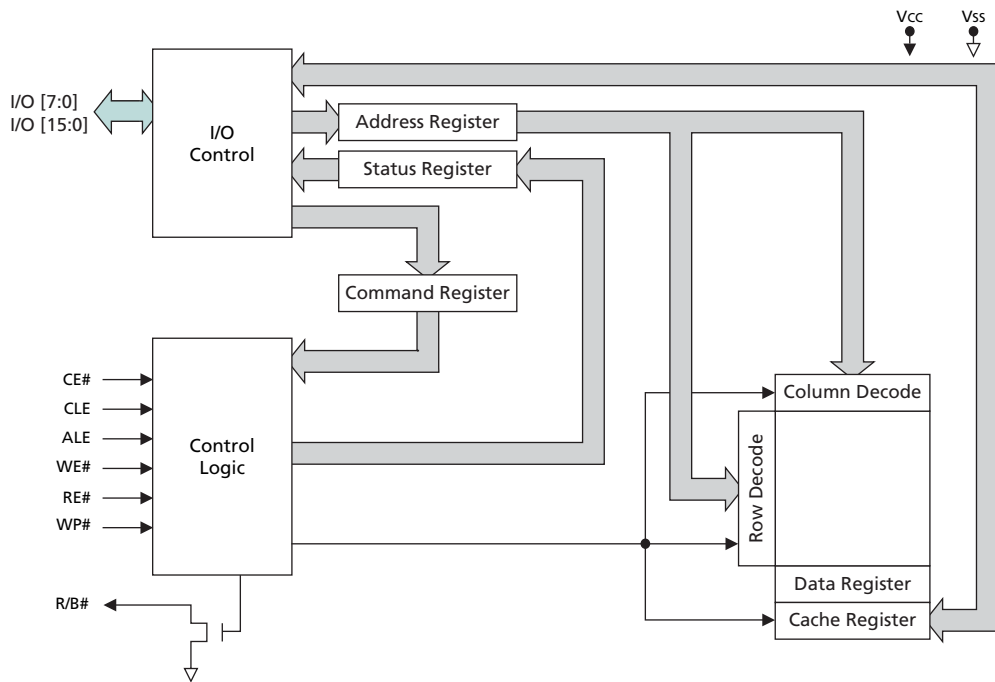 Vcc
Vss
I/O [7:0]
I/O [15:0]
I/O
Control
Address Register
Status Register
Command Register
CE#
CLE
ALE
WE#
RE#
WP#
Control
Logic
Column Decode
Row Decode
Data Register
Cache Register
R/B#